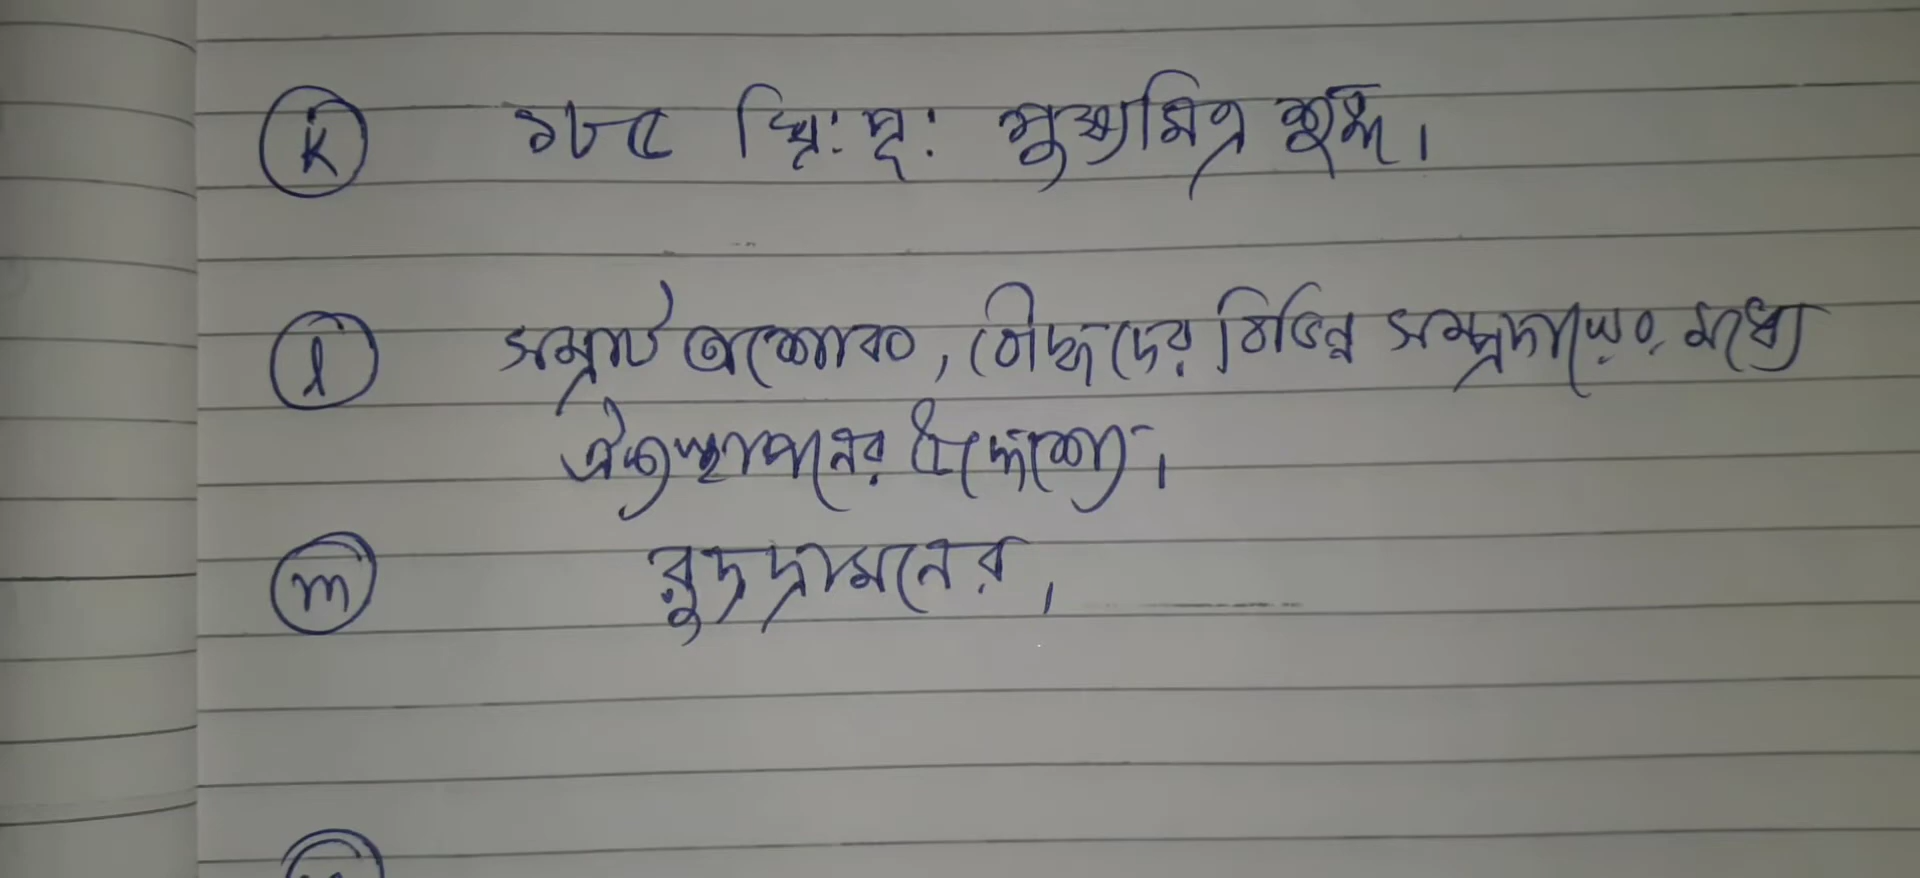 k ১৮৫ খ্রি: পূ: পুষ্যমিত্র শুঙ্গ।
l সম্রাট অশোক, বৌদ্ধদের বিভিন্ন সম্প্রদায়ের মধ্যে
ঐক্যস্থাপনের উদ্দেশ্যে।
m রুদ্রদামনের।